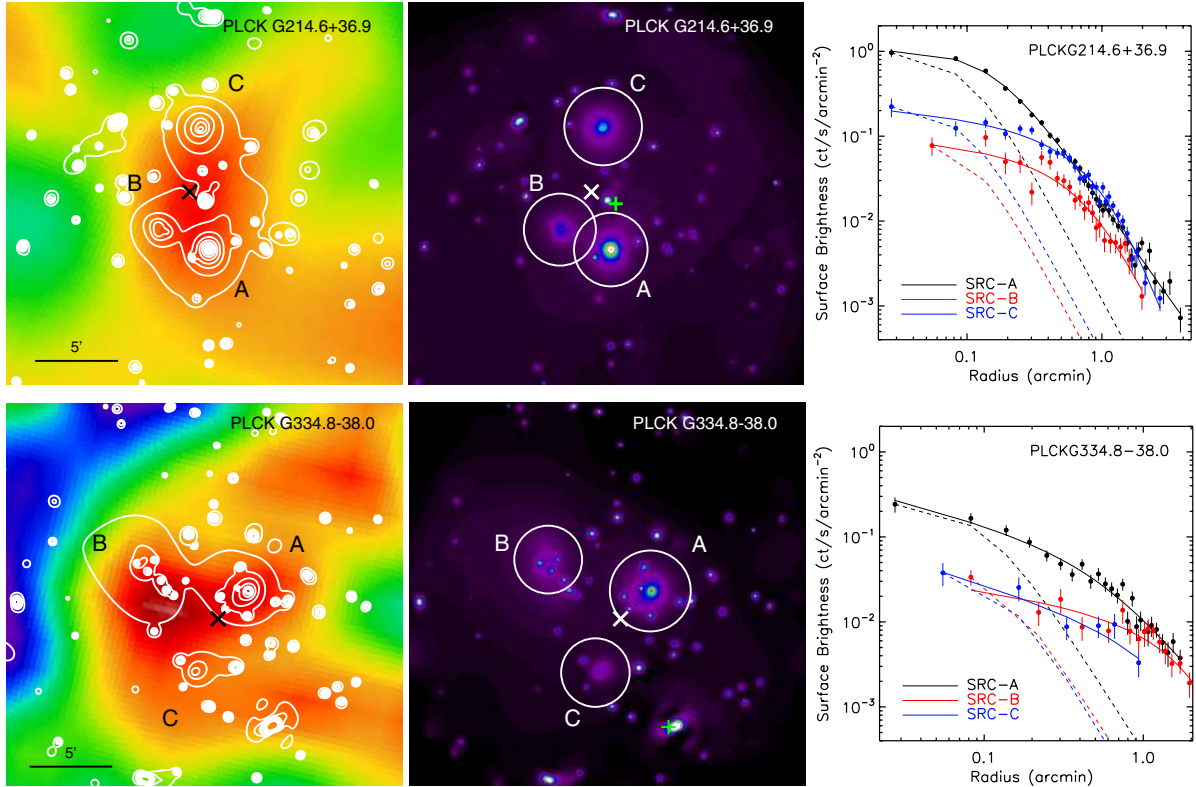 PLCK G214.6+36.9
C
B
A
5'
PLCK G214.6+36.9
C
B
A
PLCKG214.6+36.9
10⁰
10⁻¹
10⁻²
10⁻³
Surface Brightness (ct/s/arcmin⁻²)
SRC-A
SRC-B
SRC-C
0.1
1.0
Radius (arcmin)
PLCK G334.8-38.0
B
A
C
5'
PLCK G334.8-38.0
B
A
C
PLCKG334.8-38.0
10⁰
10⁻¹
10⁻²
10⁻³
Surface Brightness (ct/s/arcmin⁻²)
SRC-A
SRC-B
SRC-C
0.1
1.0
Radius (arcmin)